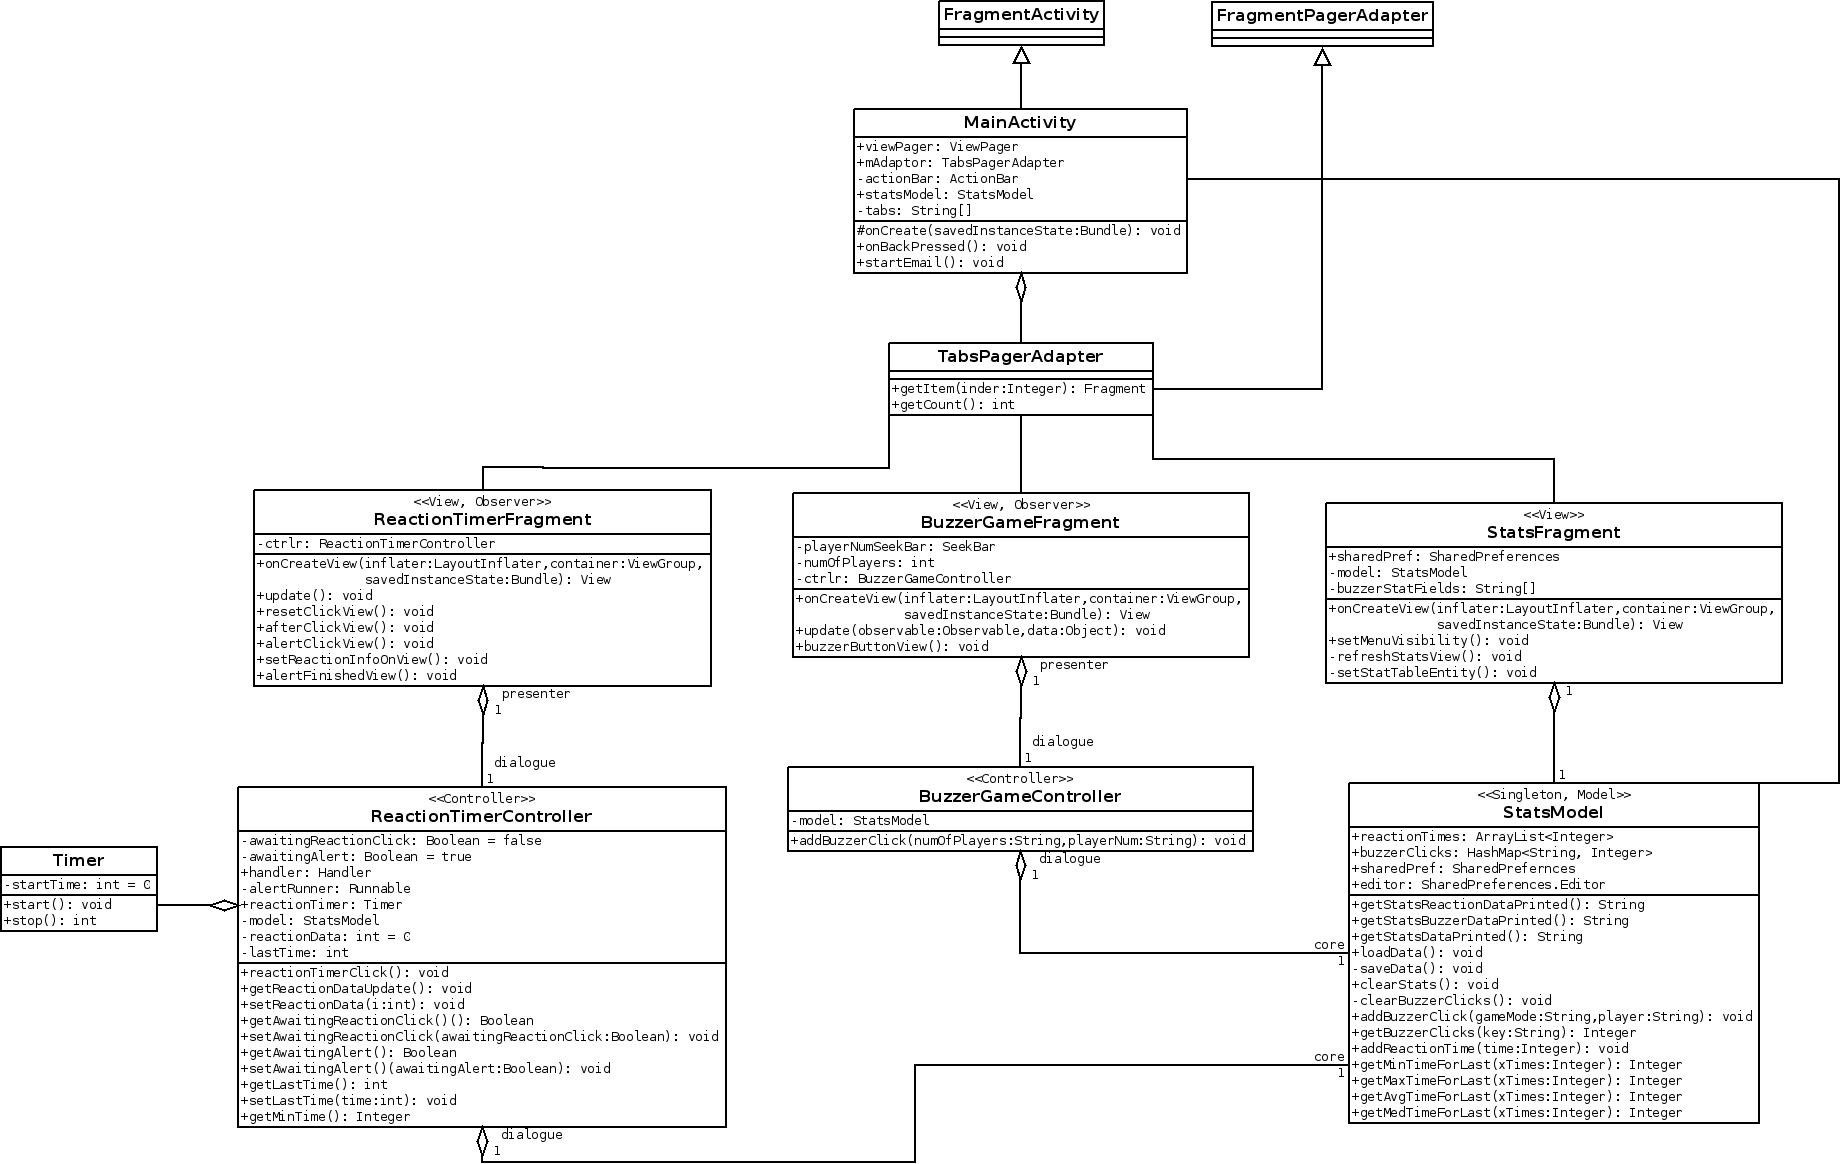 FragmentActivity
FragmentPagerAdapter
MainActivity
+viewPager: ViewPager
+mAdaptor: TabsPagerAdapter
-actionBar: ActionBar
+statsModel: StatsModel
-tabs: String[]
#onCreate(savedInstanceState:Bundle): void
+onBackPressed(): void
+startEmail(): void
TabsPagerAdapter
+getItem(inder:Integer): Fragment
+getCount(): int
<<View, Observer>>
ReactionTimerFragment
-ctrlr: ReactionTimerController
+onCreateView(inflater:LayoutInflater,container:ViewGroup,
savedInstanceState:Bundle): View
+update(): void
+resetClickView(): void
+afterClickView(): void
+alertClickView(): void
+setReactionInfoOnView(): void
+alertFinishedView(): void
<<View, Observer>>
BuzzerGameFragment
-playerNumSeekBar: SeekBar
-numOfPlayers: int
-ctrlr: BuzzerGameController
+onCreateView(inflater:LayoutInflater,container:ViewGroup,
savedInstanceState:Bundle): View
+update(observable:Observable,data:Object): void
+buzzerButtonView(): void
<<View>>
StatsFragment
+sharedPref: SharedPreferences
-model: StatsModel
-buzzerStatFields: String[]
+onCreateView(inflater:LayoutInflater,container:ViewGroup,
savedInstanceState:Bundle): View
+setMenuVisibility(): void
-refreshStatsView(): void
-setStatTableEntity(): void
presenter
1
dialogue
1
presenter
1
dialogue
1
1
1
Timer
-startTime: int = 0
+start(): void
+stop(): int
<<Controller>>
ReactionTimerController
-awaitingReactionClick: Boolean = false
-awaitingAlert: Boolean = true
+handler: Handler
-alertRunner: Runnable
+reactionTimer: Timer
-model: StatsModel
-reactionData: int = 0
-lastTime: int
+reactionTimerClick(): void
+getReactionDataUpdate(): void
+setReactionData(i:int): void
+getAwaitingReactionClick()(): Boolean
+setAwaitingReactionClick(awaitingReactionClick:Boolean): void
+getAwaitingAlert(): Boolean
+setAwaitingAlert()(awaitingAlert:Boolean): void
+getLastTime(): int
+setLastTime(time:int): void
+getMinTime(): Integer
dialogue
1
<<Controller>>
BuzzerGameController
-model: StatsModel
+addBuzzerClick(numOfPlayers:String,playerNum:String): void
dialogue
1
core
1
core
1
<<Singleton, Model>>
StatsModel
+reactionTimes: ArrayList<Integer>
+buzzerClicks: HashMap<String, Integer>
+sharedPref: SharedPrefernces
+editor: SharedPreferences.Editor
+getStatsReactionDataPrinted(): String
+getStatsBuzzerDataPrinted(): String
+getStatsDataPrinted(): String
+loadData(): void
-saveData(): void
+clearStats(): void
-clearBuzzerClicks(): void
+addBuzzerClick(gameMode:String,player:String): void
+getBuzzerClicks(key:String): Integer
+addReactionTime(time:Integer): void
+getMinTimeForLast(xTimes:Integer): Integer
+getMaxTimeForLast(xTimes:Integer): Integer
+getAvgTimeForLast(xTimes:Integer): Integer
+getMedTimeForLast(xTimes:Integer): Integer